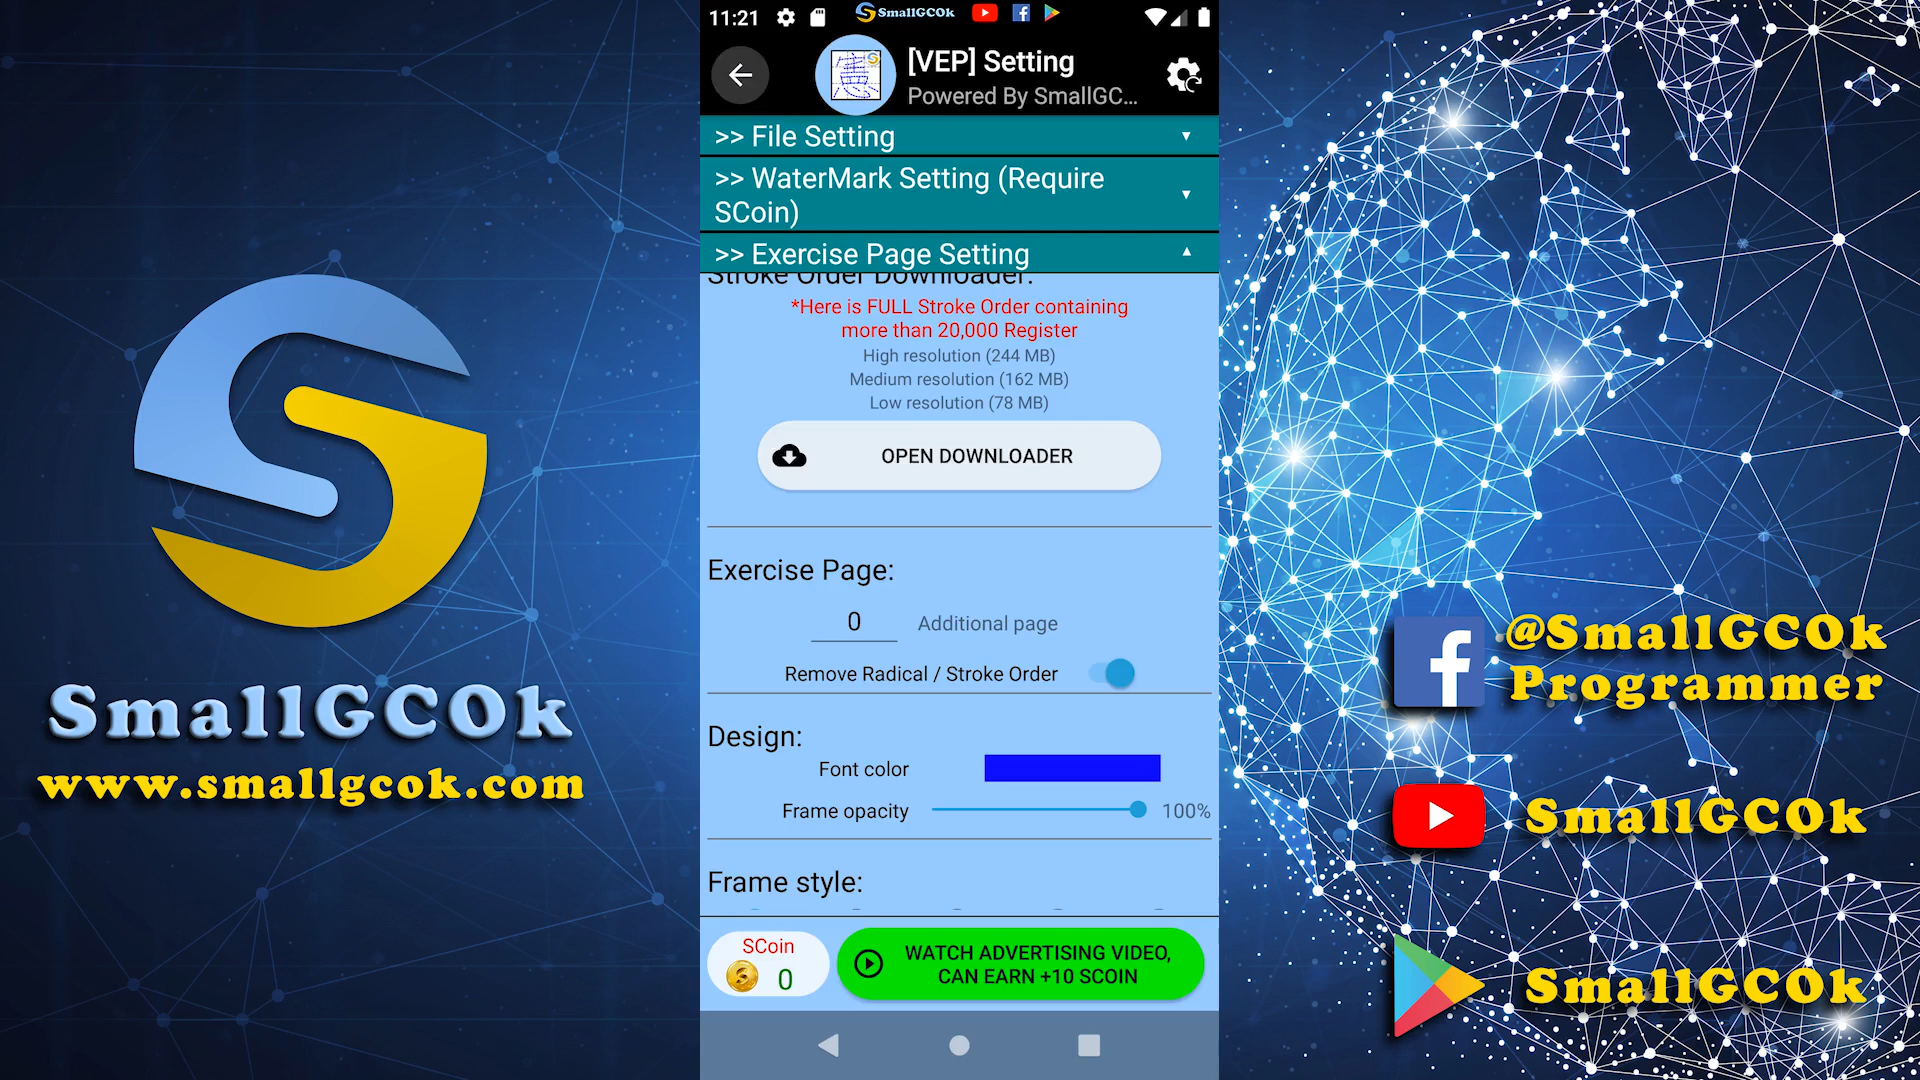 11:21
SmallGCOk
[VEP] Setting
Powered By SmallGC...
>> File Setting
>> WaterMark Setting (Require
SCoin)
>> Exercise Page Setting
Stroke Order Downloader:
*Here is FULL Stroke Order containing
more than 20,000 Register
High resolution (244 MB)
Medium resolution (162 MB)
Low resolution (78 MB)
OPEN DOWNLOADER
Exercise Page:
0 Additional page
Remove Radical / Stroke Order
Design:
Font color
Frame opacity 100%
Frame style:
SCoin
0
WATCH ADVERTISING VIDEO,
CAN EARN +10 SCOIN
SmallGCOk
www.smallgcok.com
@SmallGCOk
Programmer
SmallGCOk
SmallGCOk